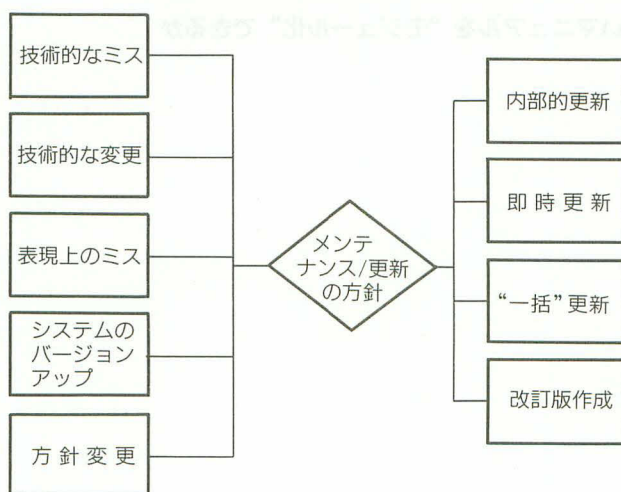 技術的なミス
技術的な変更
表現上のミス
システムの
バージョン
アップ
方針変更
メンテ
ナンス/更新
の方針
内部的更新
即時更新
“一括”更新
改訂版作成